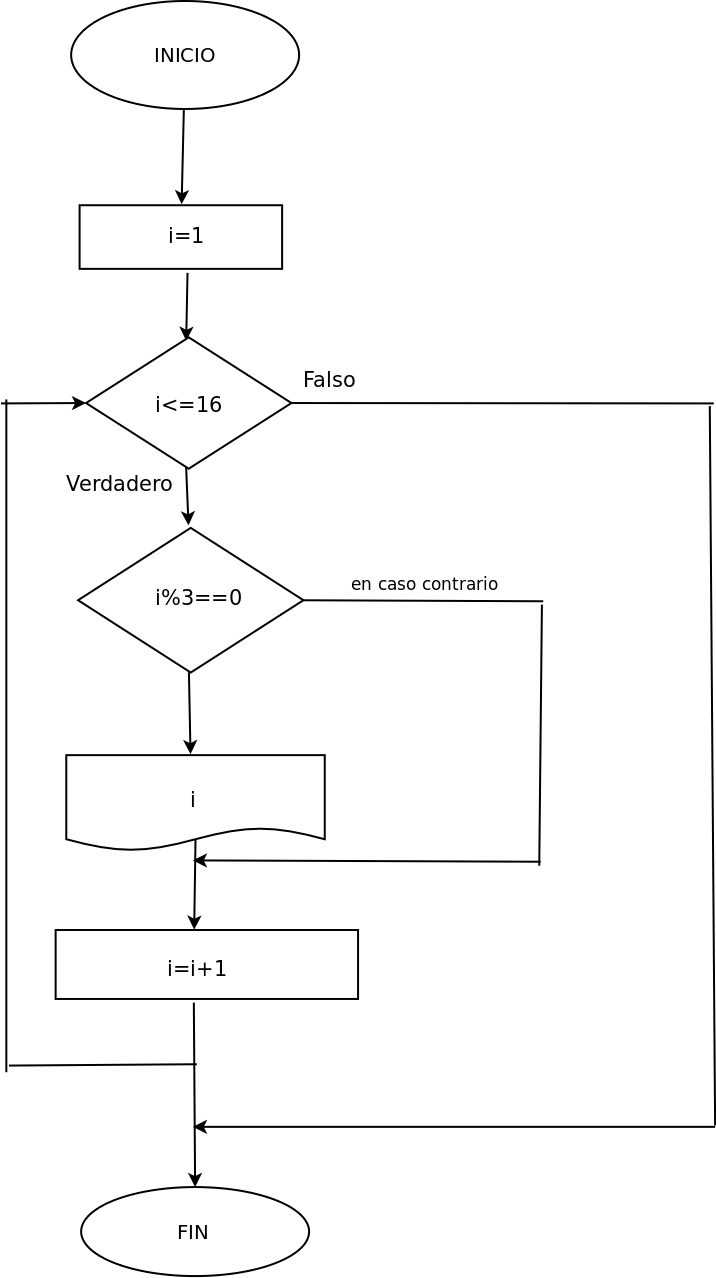 INICIO
i=1
Falso
i<=16
Verdadero
en caso contrario
i%3==0
i
i=i+1
FIN